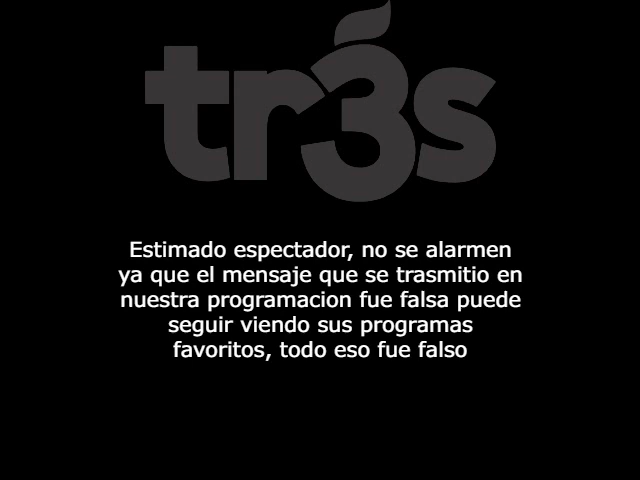 tr3s
Estimado espectador, no se alarmen
ya que el mensaje que se trasmitio en
nuestra programacion fue falsa puede
seguir viendo sus programas
favoritos, todo eso fue falso